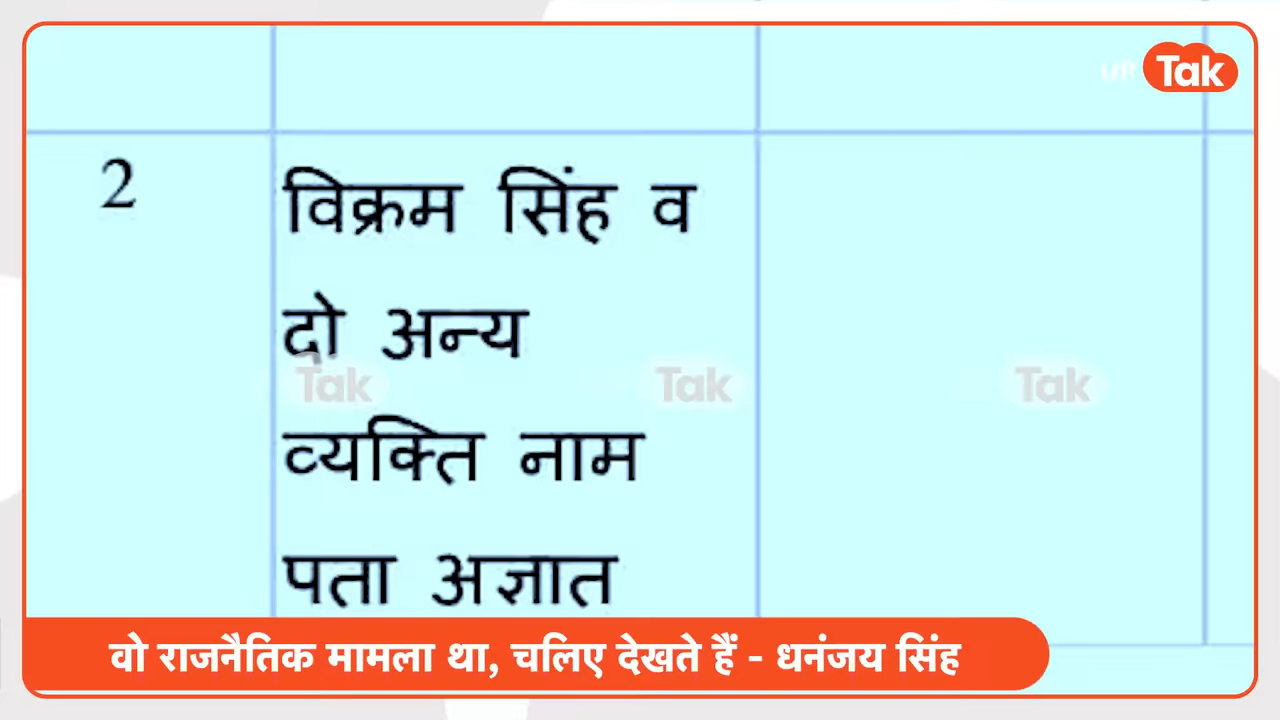 UP Tak
2
विक्रम सिंह व
दो अन्य
Tak Tak Tak
व्यक्ति नाम
पता अज्ञात
वो राजनैतिक मामला था, चलिए देखते हैं - धनंजय सिंह